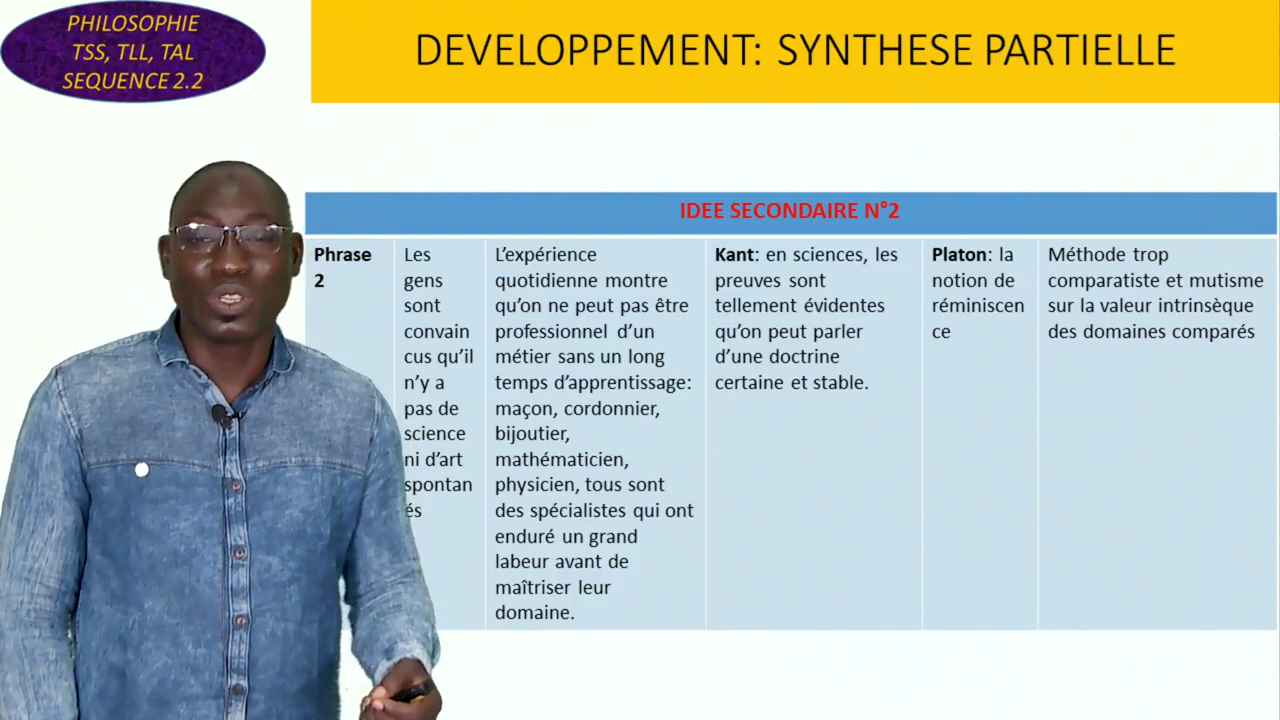 PHILOSOPHIE
TSS, TLL, TAL
SEQUENCE 2.2
DEVELOPPEMENT: SYNTHESE PARTIELLE
IDEE SECONDAIRE N°2
Phrase
2
Les
gens
sont
convain
cus qu’il
n’y a
pas de
science
ni d’art
spontan
és
L’expérience
quotidienne montre
qu’on ne peut pas être
professionnel d’un
métier sans un long
temps d’apprentissage:
maçon, cordonnier,
bijoutier,
mathématicien,
physicien, tous sont
des spécialistes qui ont
enduré un grand
labeur avant de
maîtriser leur
domaine.
Kant: en sciences, les
preuves sont
tellement évidentes
qu’on peut parler
d’une doctrine
certaine et stable.
Platon: la
notion de
réminiscen
ce
Méthode trop
comparatiste et mutisme
sur la valeur intrinsèque
des domaines comparés